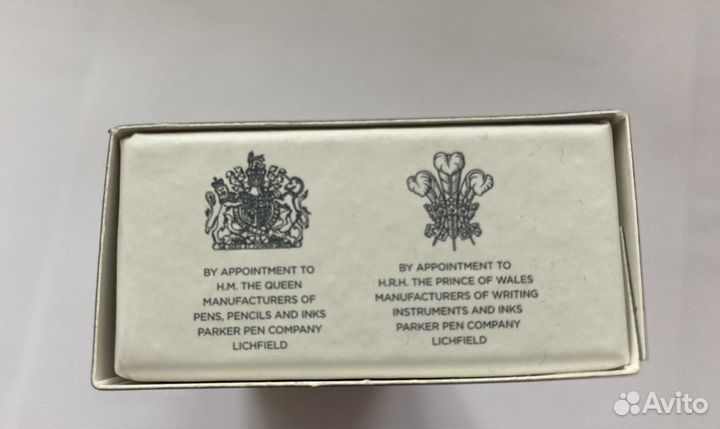 BY APPOINTMENT TO
H.M. THE QUEEN
MANUFACTURERS OF
PENS, PENCILS AND INKS
PARKER PEN COMPANY
LICHFIELD
BY APPOINTMENT TO
H.R.H. THE PRINCE OF WALES
MANUFACTURERS OF WRITING
INSTRUMENTS AND INKS
PARKER PEN COMPANY
LICHFIELD
Avito